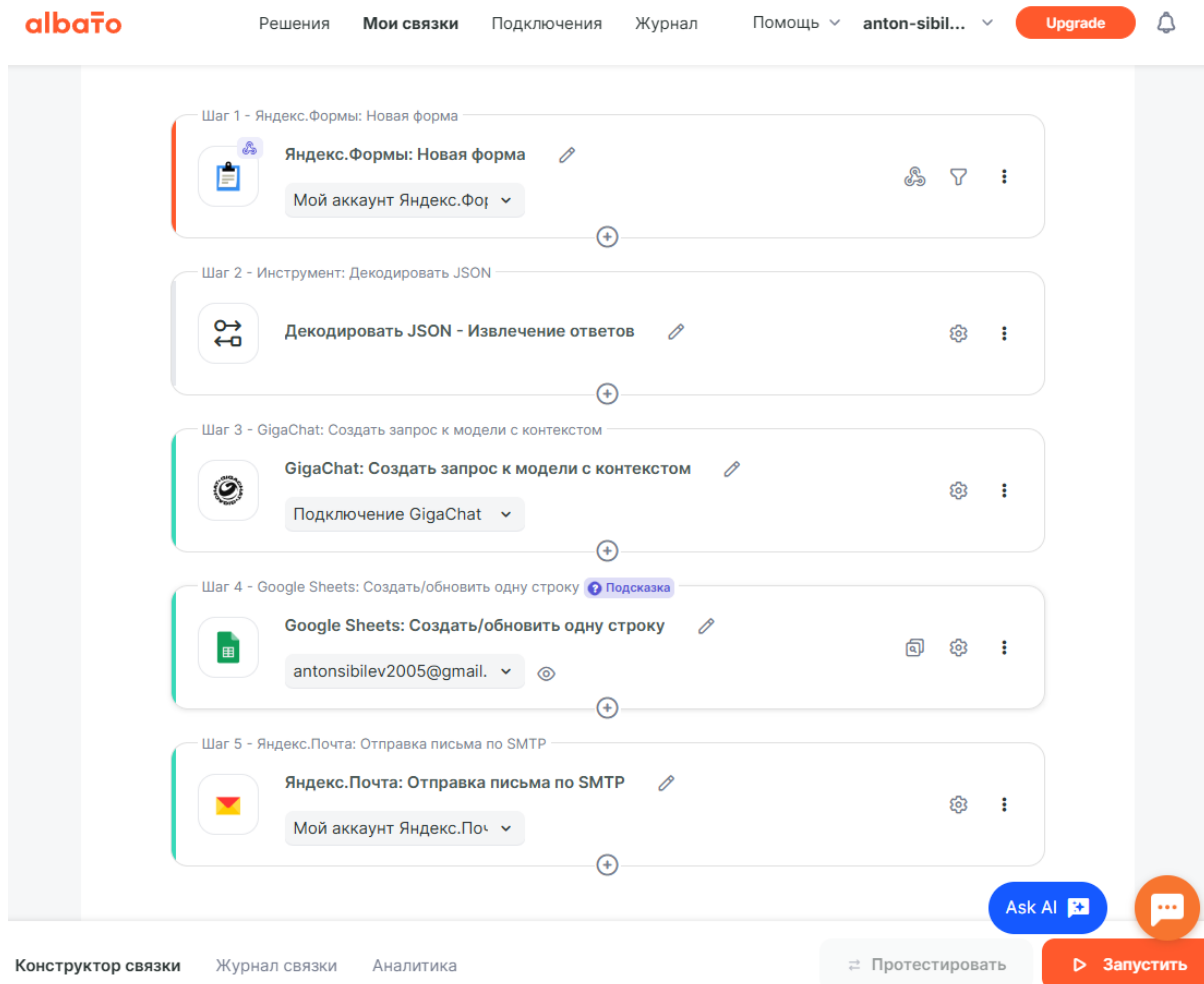 albato
Решения Мои связки Подключения Журнал Помощь anton-sibil... Upgrade
Шаг 1 - Яндекс.Формы: Новая форма
Яндекс.Формы: Новая форма
Мой аккаунт Яндекс.Фор
Шаг 2 - Инструмент: Декодировать JSON
Декодировать JSON - Извлечение ответов
Шаг 3 - GigaChat: Создать запрос к модели с контекстом
GigaChat: Создать запрос к модели с контекстом
Подключение GigaChat
Шаг 4 - Google Sheets: Создать/обновить одну строку ? Подсказка
Google Sheets: Создать/обновить одну строку
antonsibilev2005@gmail.
Шаг 5 - Яндекс.Почта: Отправка письма по SMTP
Яндекс.Почта: Отправка письма по SMTP
Мой аккаунт Яндекс.Поч
Ask AI
Конструктор связки Журнал связки Аналитика Протестировать Запустить